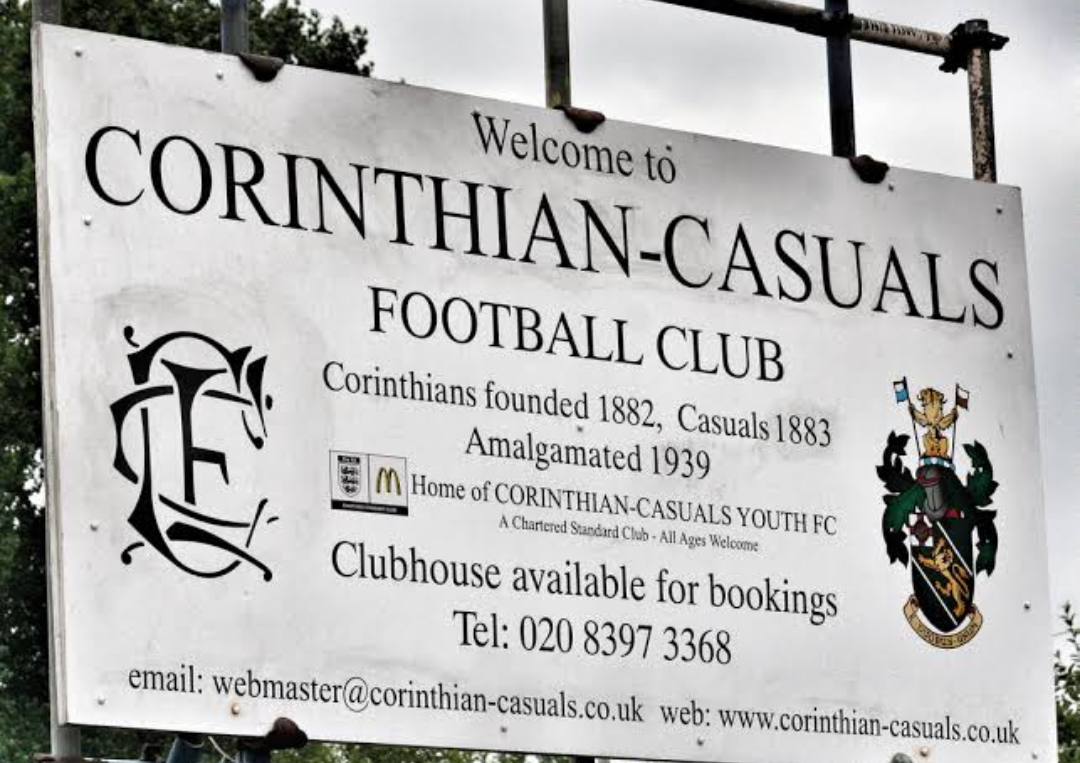 Welcome to
CORINTHIAN-CASUALS
FOOTBALL CLUB
Corinthians founded 1882, Casuals 1883
Amalgamated 1939
Home of CORINTHIAN-CASUALS YOUTH FC
A Chartered Standard Club - All Ages Welcome
Clubhouse available for bookings
Tel: 020 8397 3368
email: webmaster@corinthian-casuals.co.uk web: www.corinthian-casuals.co.uk